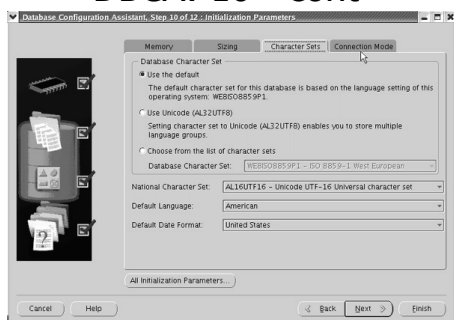 Database Configuration Assistant, Step 10 of 12 : Initialization Parameters
Memory Sizing Character Sets Connection Mode
Database Character Set
Use the default
The default character set for this database is based on the language setting of this
operating system: WE8ISO8859P1.
Use Unicode (AL32UTF8)
Setting character set to Unicode (AL32UTF8) enables you to store multiple
language groups.
Choose from the list of character sets
Database Character Set: WE8ISO8859P1 - ISO 8859-1 West European
National Character Set: AL16UTF16 - Unicode UTF-16 Universal character set
Default Language: American
Default Date Format: United States
All Initialization Parameters...
Cancel Help Back Next Finish